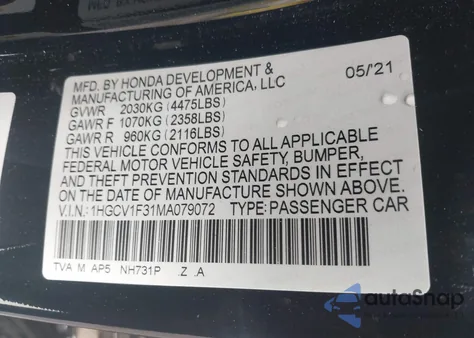 MFD. BY HONDA DEVELOPMENT & 05/21
MANUFACTURING OF AMERICA, LLC
GVWR 2030KG (4475LBS)
GAWR F 1070KG (2358LBS)
GAWR R 960KG (2116LBS)
THIS VEHICLE CONFORMS TO ALL APPLICABLE
FEDERAL MOTOR VEHICLE SAFETY, BUMPER,
AND THEFT PREVENTION STANDARDS IN EFFECT
ON THE DATE OF MANUFACTURE SHOWN ABOVE.
V.I.N.: 1HGCV1F31MA079072 TYPE: PASSENGER CAR
TVA M AP5 NH731P .Z .A
autoSnap